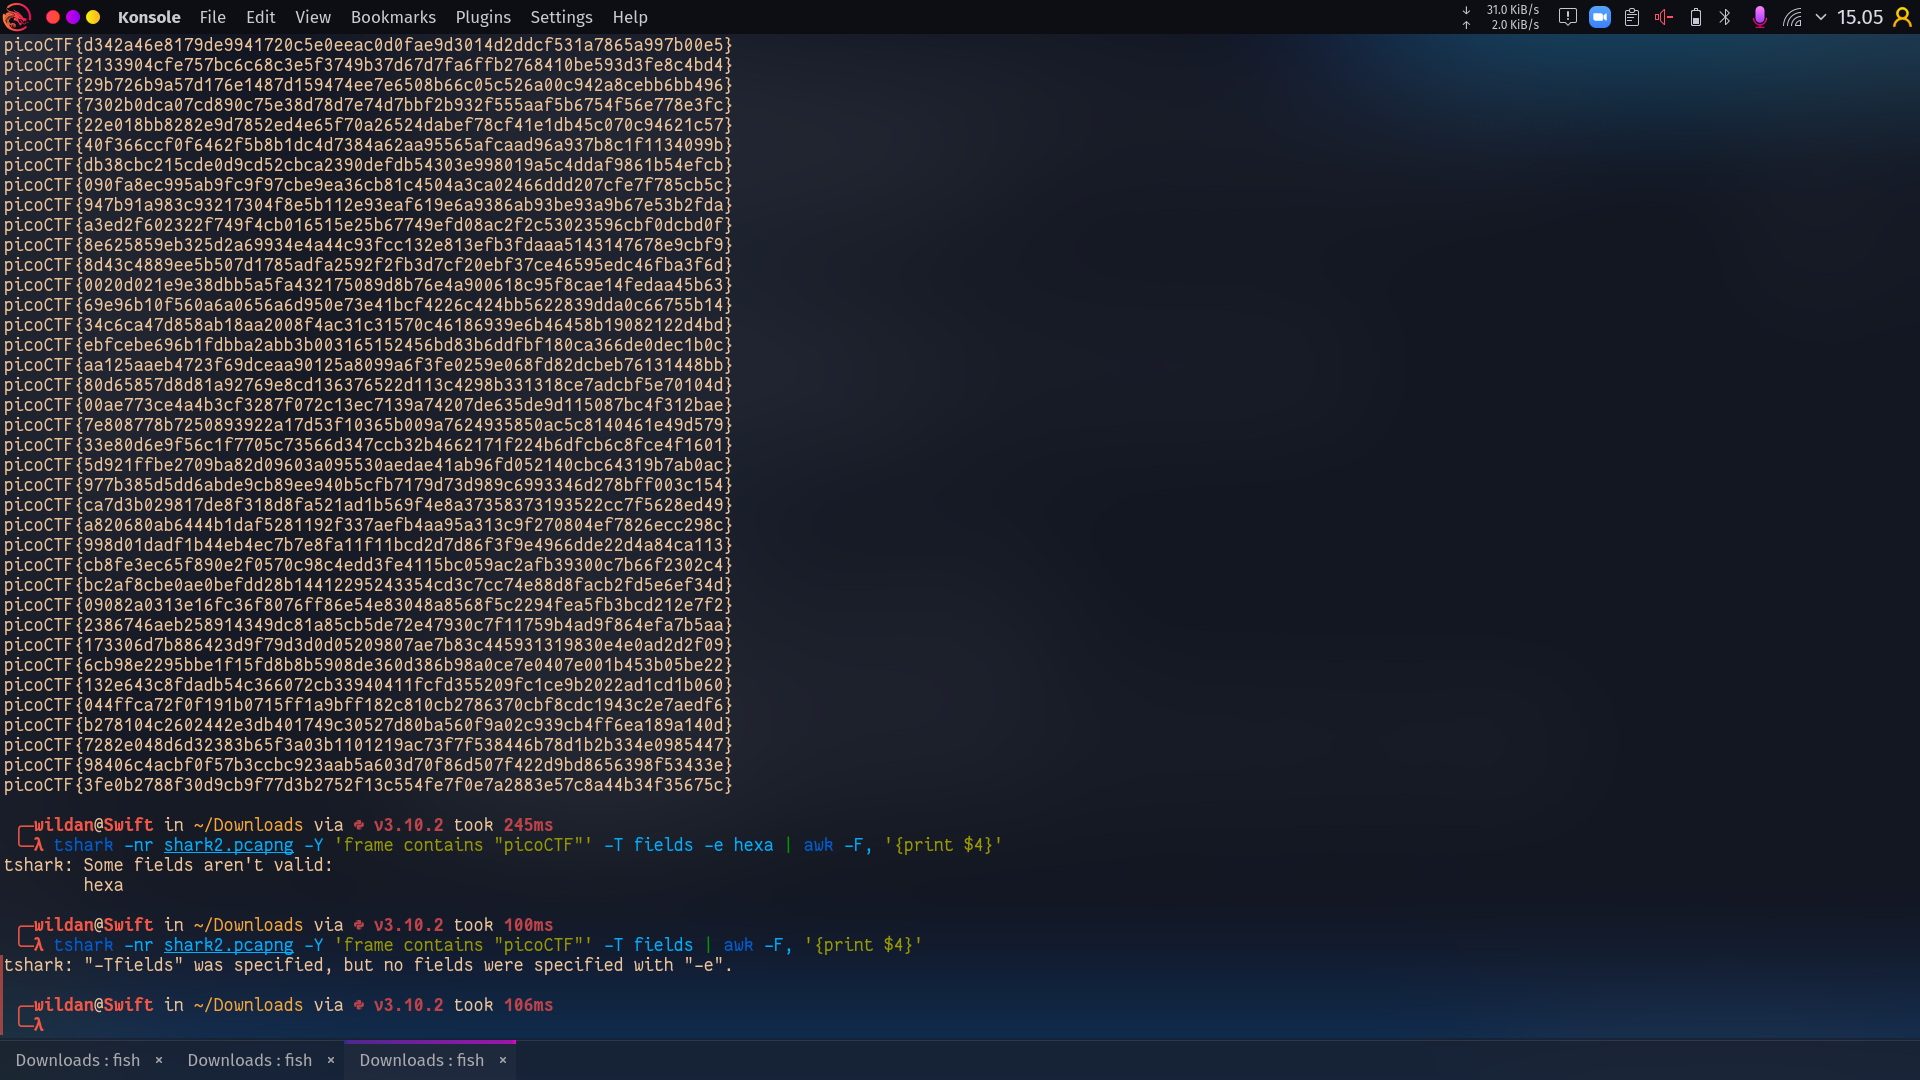 Konsole File Edit View Bookmarks Plugins Settings Help
31.0 KiB/s
2.0 KiB/s
15.05
picoCTF{d342a46e8179de9941720c5e0eeac0d0fae9d3014d2ddcf531a7865a997b00e5}
picoCTF{2133904cfe757bc6c68c3e5f3749b37d67d7fa6ffb2768410be593d3fe8c4bd4}
picoCTF{29b726b9a57d176e1487d159474ee7e6508b66c05c526a00c942a8cebb6bb496}
picoCTF{7302b0dca07cd890c75e38d78d7e74d7bbf2b932f555aaf5b6754f56e778e3fc}
picoCTF{22e018bb8282e9d7852ed4e65f70a26524dabef78cf41e1db45c070c94621c57}
picoCTF{40f366ccf0f6462f5b8b1dc4d7384a62aa95565afcaad96a937b8c1f1134099b}
picoCTF{db38cbc215cde0d9cd52cbca2390defdb54303e998019a5c4ddaf9861b54efcb}
picoCTF{090fa8ec995ab9fc9f97cbe9ea36cb81c4504a3ca02466ddd207cfe7f785cb5c}
picoCTF{947b91a983c93217304f8e5b112e93eaf619e6a9386ab93be93a9b67e53b2fda}
picoCTF{a3ed2f602322f749f4cb016515e25b67749efd08ac2f2c53023596cbf0dcbd0f}
picoCTF{8e625859eb325d2a69934e4a44c93fcc132e813efb3fdaaa5143147678e9cbf9}
picoCTF{8d43c4889ee5b507d1785adfa2592f2fb3d7cf20ebf37ce46595edc46fba3f6d}
picoCTF{0020d021e9e38dbb5a5fa432175089d8b76e4a900618c95f8cae14fedaa45b63}
picoCTF{69e96b10f560a6a0656a6d950e73e41bcf4226c424bb5622839dda0c66755b14}
picoCTF{34c6ca47d858ab18aa2008f4ac31c31570c46186939e6b46458b19082122d4bd}
picoCTF{ebfcebe696b1fdbba2abb3b003165152456bd83b6ddfbf180ca366de0dec1b0c}
picoCTF{aa125aaeb4723f69dceaa90125a8099a6f3fe0259e068fd82dcbeb76131448bb}
picoCTF{80d65857d8d81a92769e8cd136376522d113c4298b331318ce7adcbf5e70104d}
picoCTF{00ae773ce4a4b3cf3287f072c13ec7139a74207de635de9d115087bc4f312bae}
picoCTF{7e808778b7250893922a17d53f10365b009a7624935850ac5c8140461e49d579}
picoCTF{33e80d6e9f56c1f7705c73566d347ccb32b4662171f224b6dfcb6c8fce4f1601}
picoCTF{5d921ffbe2709ba82d09603a095530aedae41ab96fd052140cbc64319b7ab0ac}
picoCTF{977b385d5dd6abde9cb89ee940b5cfb7179d73d989c6993346d278bff003c154}
picoCTF{ca7d3b029817de8f318d8fa521ad1b569f4e8a37358373193522cc7f5628ed49}
picoCTF{a820680ab6444b1daf5281192f337aefb4aa95a313c9f270804ef7826ecc298c}
picoCTF{998d01dadf1b44eb4ec7b7e8fa11f11bcd2d7d86f3f9e4966dde22d4a84ca113}
picoCTF{cb8fe3ec65f890e2f0570c98c4edd3fe4115bc059ac2afb39300c7b66f2302c4}
picoCTF{bc2af8cbe0ae0befdd28b14412295243354cd3c7cc74e88d8facb2fd5e6ef34d}
picoCTF{09082a0313e16fc36f8076ff86e54e83048a8568f5c2294fea5fb3bcd212e7f2}
picoCTF{2386746aeb258914349dc81a85cb5de72e47930c7f11759b4ad9f864efa7b5aa}
picoCTF{173306d7b886423d9f79d3d0d05209807ae7b83c445931319830e4e0ad2d2f09}
picoCTF{6cb98e2295bbe1f15fd8b8b5908de360d386b98a0ce7e0407e001b453b05be22}
picoCTF{132e643c8fdadb54c366072cb33940411fcfd355209fc1ce9b2022ad1cd1b060}
picoCTF{044ffca72f0f191b0715ff1a9bff182c810cb2786370cbf8cdc1943c2e7aedf6}
picoCTF{b278104c2602442e3db401749c30527d80ba560f9a02c939cb4ff6ea189a140d}
picoCTF{7282e048d6d32383b65f3a03b1101219ac73f7f538446b78d1b2b334e0985447}
picoCTF{98406c4acbf0f57b3ccbc923aab5a603d70f86d507f422d9bd8656398f53433e}
picoCTF{3fe0b2788f30d9cb9f77d3b2752f13c554fe7f0e7a2883e57c8a44b34f35675c}
wildan@Swift in ~/Downloads via v3.10.2 took 245ms
λ tshark -nr shark2.pcapng -Y 'frame contains "picoCTF"' -T fields -e hexa | awk -F, '{print $4}'
tshark: Some fields aren't valid:
hexa
wildan@Swift in ~/Downloads via v3.10.2 took 100ms
λ tshark -nr shark2.pcapng -Y 'frame contains "picoCTF"' -T fields | awk -F, '{print $4}'
tshark: "-Tfields" was specified, but no fields were specified with "-e".
wildan@Swift in ~/Downloads via v3.10.2 took 106ms
λ
Downloads : fish × Downloads : fish × Downloads : fish ×